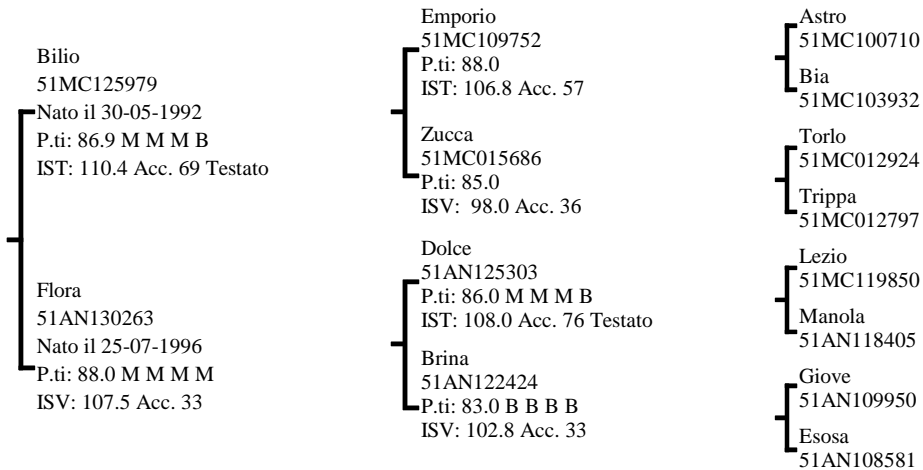 Bilio
51MC125979
Nato il 30-05-1992
P.ti: 86.9 M M M B
IST: 110.4 Acc. 69 Testato
Flora
51AN130263
Nato il 25-07-1996
P.ti: 88.0 M M M M
ISV: 107.5 Acc. 33
Emporio
51MC109752
P.ti: 88.0
IST: 106.8 Acc. 57
Zucca
51MC015686
P.ti: 85.0
ISV: 98.0 Acc. 36
Dolce
51AN125303
P.ti: 86.0 M M M B
IST: 108.0 Acc. 76 Testato
Brina
51AN122424
P.ti: 83.0 B B B B
ISV: 102.8 Acc. 33
Astro
51MC100710
Bia
51MC103932
Torlo
51MC012924
Trippa
51MC012797
Lezio
51MC119850
Manola
51AN118405
Giove
51AN109950
Esosa
51AN108581